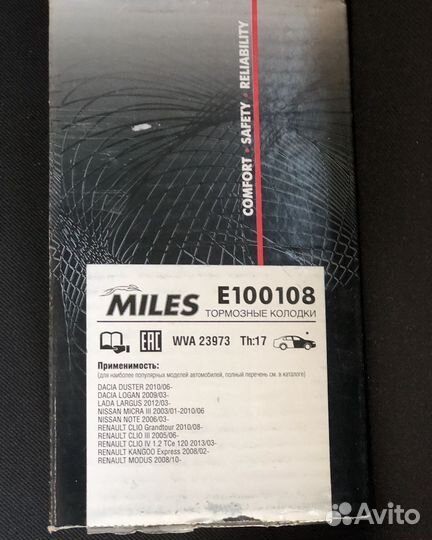 COMFORT · SAFETY · RELIABILITY
MILES E100108
ТОРМОЗНЫЕ КОЛОДКИ
EAC WVA 23973 Th:17
Применимость:
(для наиболее популярных моделей автомобилей, полный перечень см. в каталоге)
DACIA DUSTER 2010/06-
DACIA LOGAN 2009/03-
LADA LARGUS 2012/03-
NISSAN MICRA III 2003/01-2010/06
NISSAN NOTE 2006/03-
RENAULT CLIO Grandtour 2010/08-
RENAULT CLIO III 2005/06-
RENAULT CLIO IV 1.2 TCe 120 2013/03-
RENAULT KANGOO Express 2008/02-
RENAULT MODUS 2008/10-
Avito